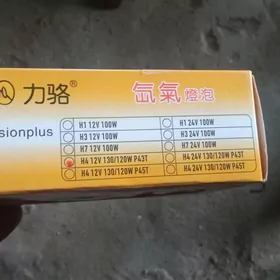 力骆®
氙氣燈泡
sionplus
H1 12V 100W
H3 12V 100W
H7 12V 100W
H4 12V 130/120W P43T
H4 12V 130/120W P45T
H1 24V 100W
H3 24V 100W
H7 24V 100W
H4 24V 130/120W P43T
H4 24V 130/120W P45T